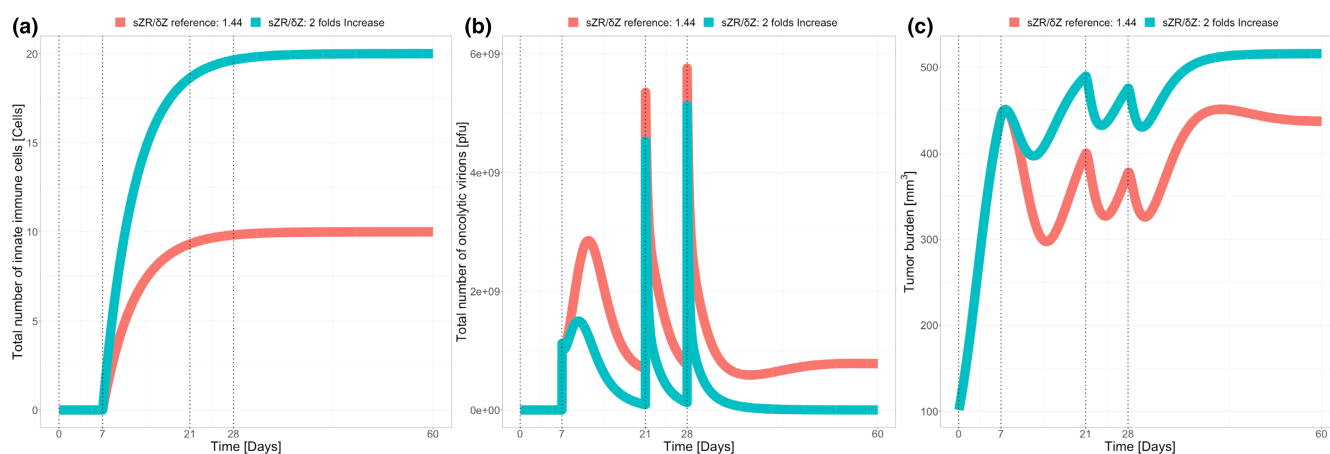 (a)
sZR/δZ reference: 1.44 sZR/δZ: 2 folds Increase
Total number of innate immune cells [Cells]
20
15
10
5
0
0 7 21 28 60
Time [Days]
(b)
sZR/δZ reference: 1.44 sZR/δZ: 2 folds Increase
Total number of oncolytic virions [pfu]
6e+09
4e+09
2e+09
0e+00
0 7 21 28 60
Time [Days]
(c)
sZR/δZ reference: 1.44 sZR/δZ: 2 folds Increase
Tumor burden [mm³]
500
400
300
200
100
0 7 21 28 60
Time [Days]